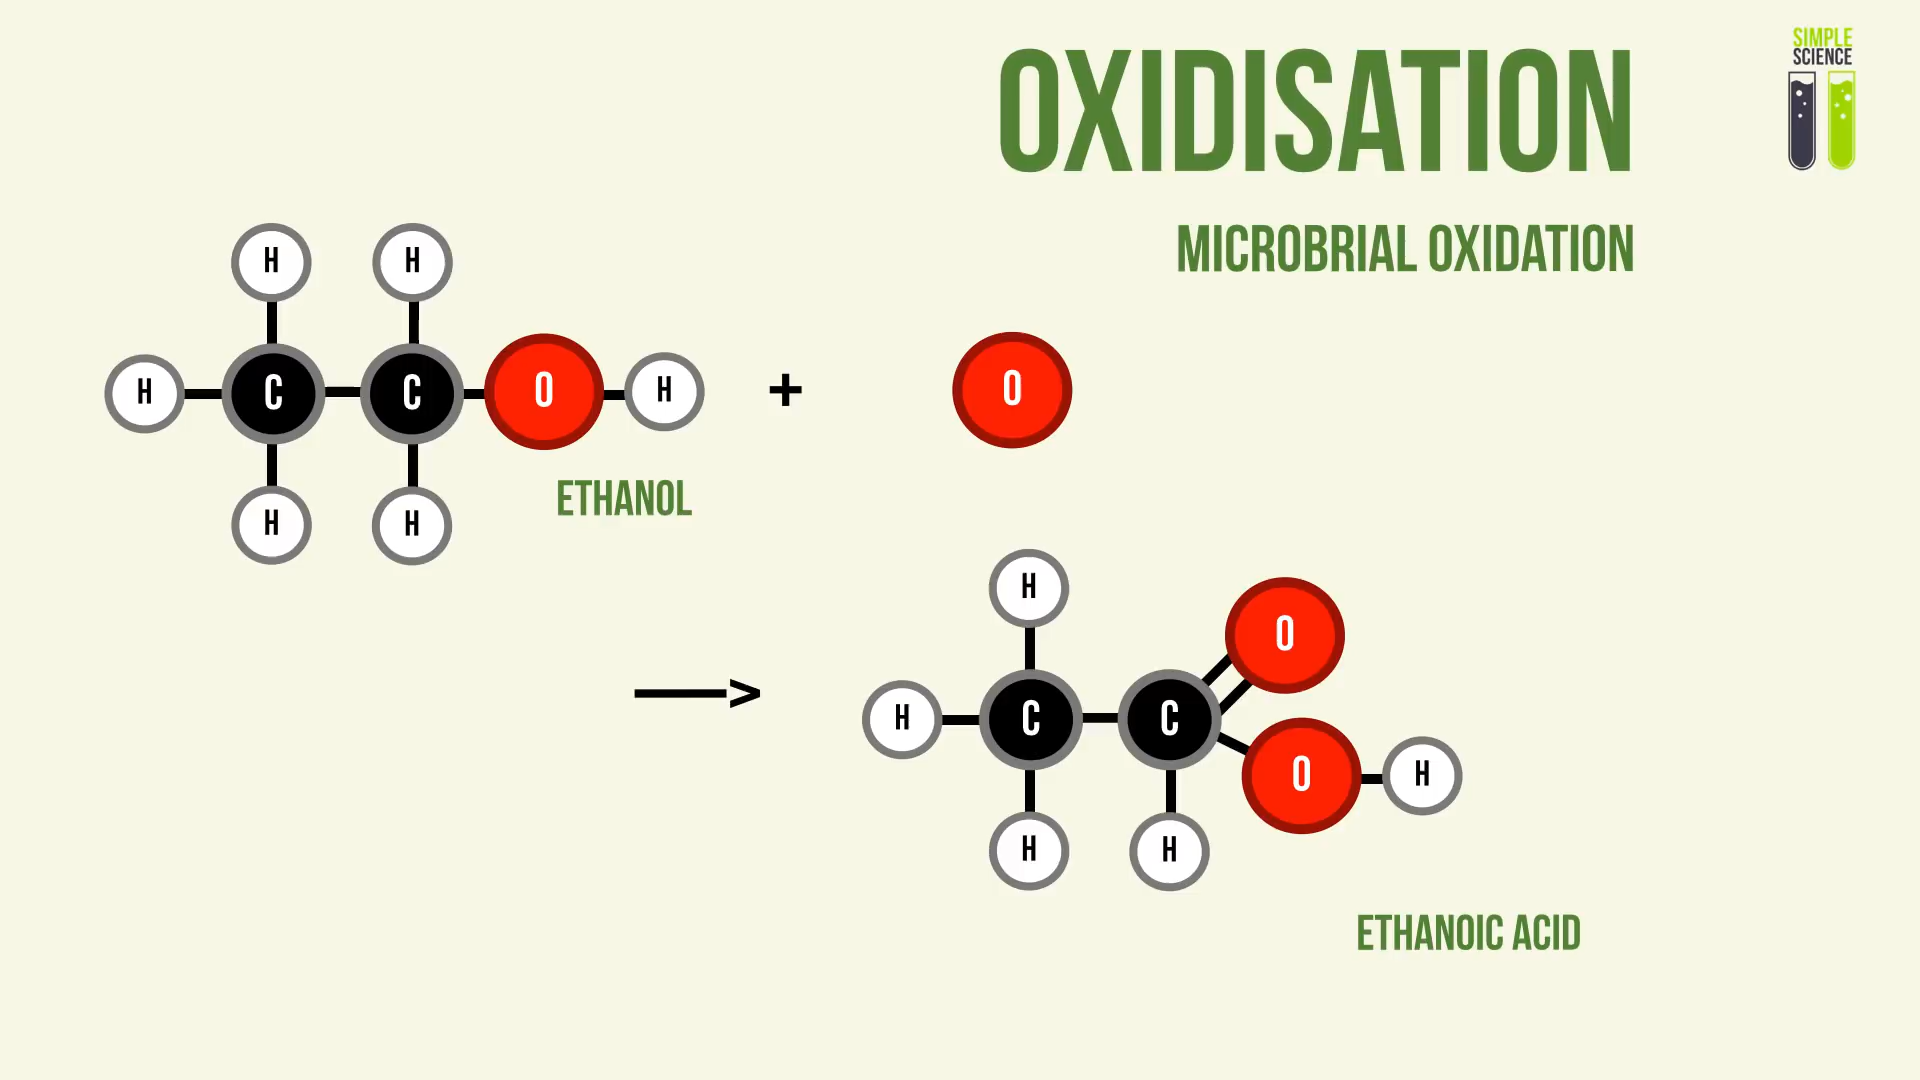 OXIDISATION
SIMPLE
SCIENCE
MICROBRIAL OXIDATION
H H
H C C O H + O
H H
ETHANOL
H
O
—>
H C C
O H
H H
ETHANOIC ACID